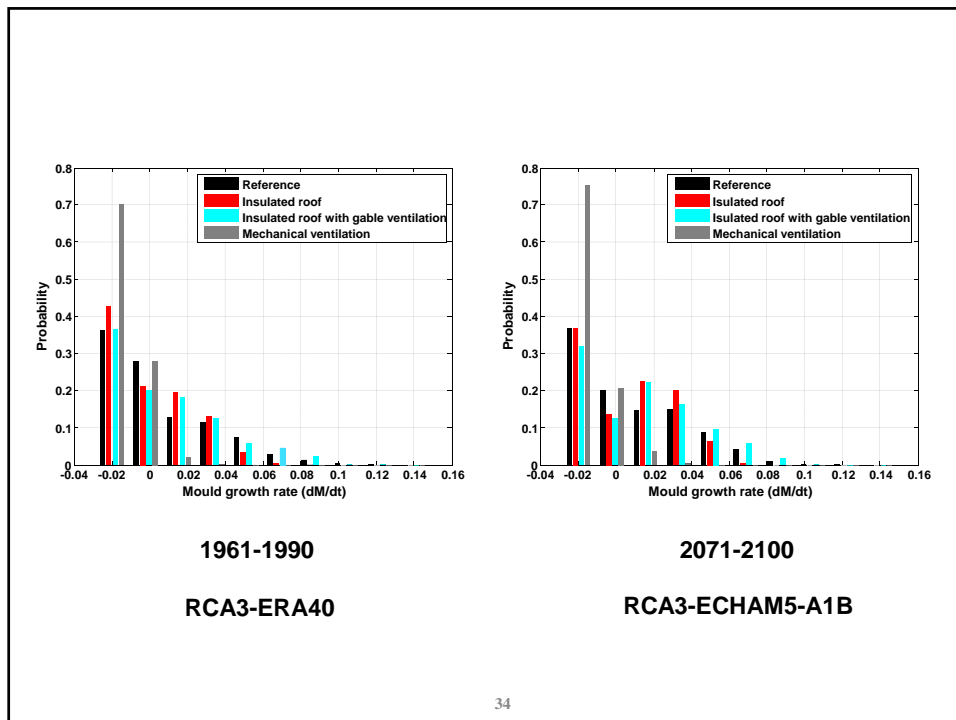 0.8
0.7
0.6
0.5
0.4
0.3
0.2
0.1
0
Probability
Reference
Insulated roof
Insulated roof with gable ventilation
Mechanical ventilation
-0.04 -0.02 0 0.02 0.04 0.06 0.08 0.1 0.12 0.14 0.16
Mould growth rate (dM/dt)
1961-1990
RCA3-ERA40
0.8
0.7
0.6
0.5
0.4
0.3
0.2
0.1
0
Probability
Reference
Isulated roof
Isulated roof with gable ventilation
Mechanical ventilation
-0.04 -0.02 0 0.02 0.04 0.06 0.08 0.1 0.12 0.14 0.16
Mould growth rate (dM/dt)
2071-2100
RCA3-ECHAM5-A1B
34